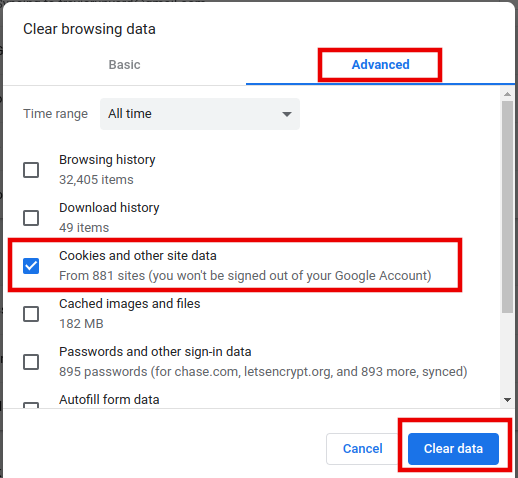 Clear browsing data
Basic
Advanced
Time range
All time
Browsing history
32,405 items
Download history
49 items
Cookies and other site data
From 881 sites (you won't be signed out of your Google Account)
Cached images and files
182 MB
Passwords and other sign-in data
895 passwords (for chase.com, letsencrypt.org, and 893 more, synced)
Autofill form data
Cancel
Clear data